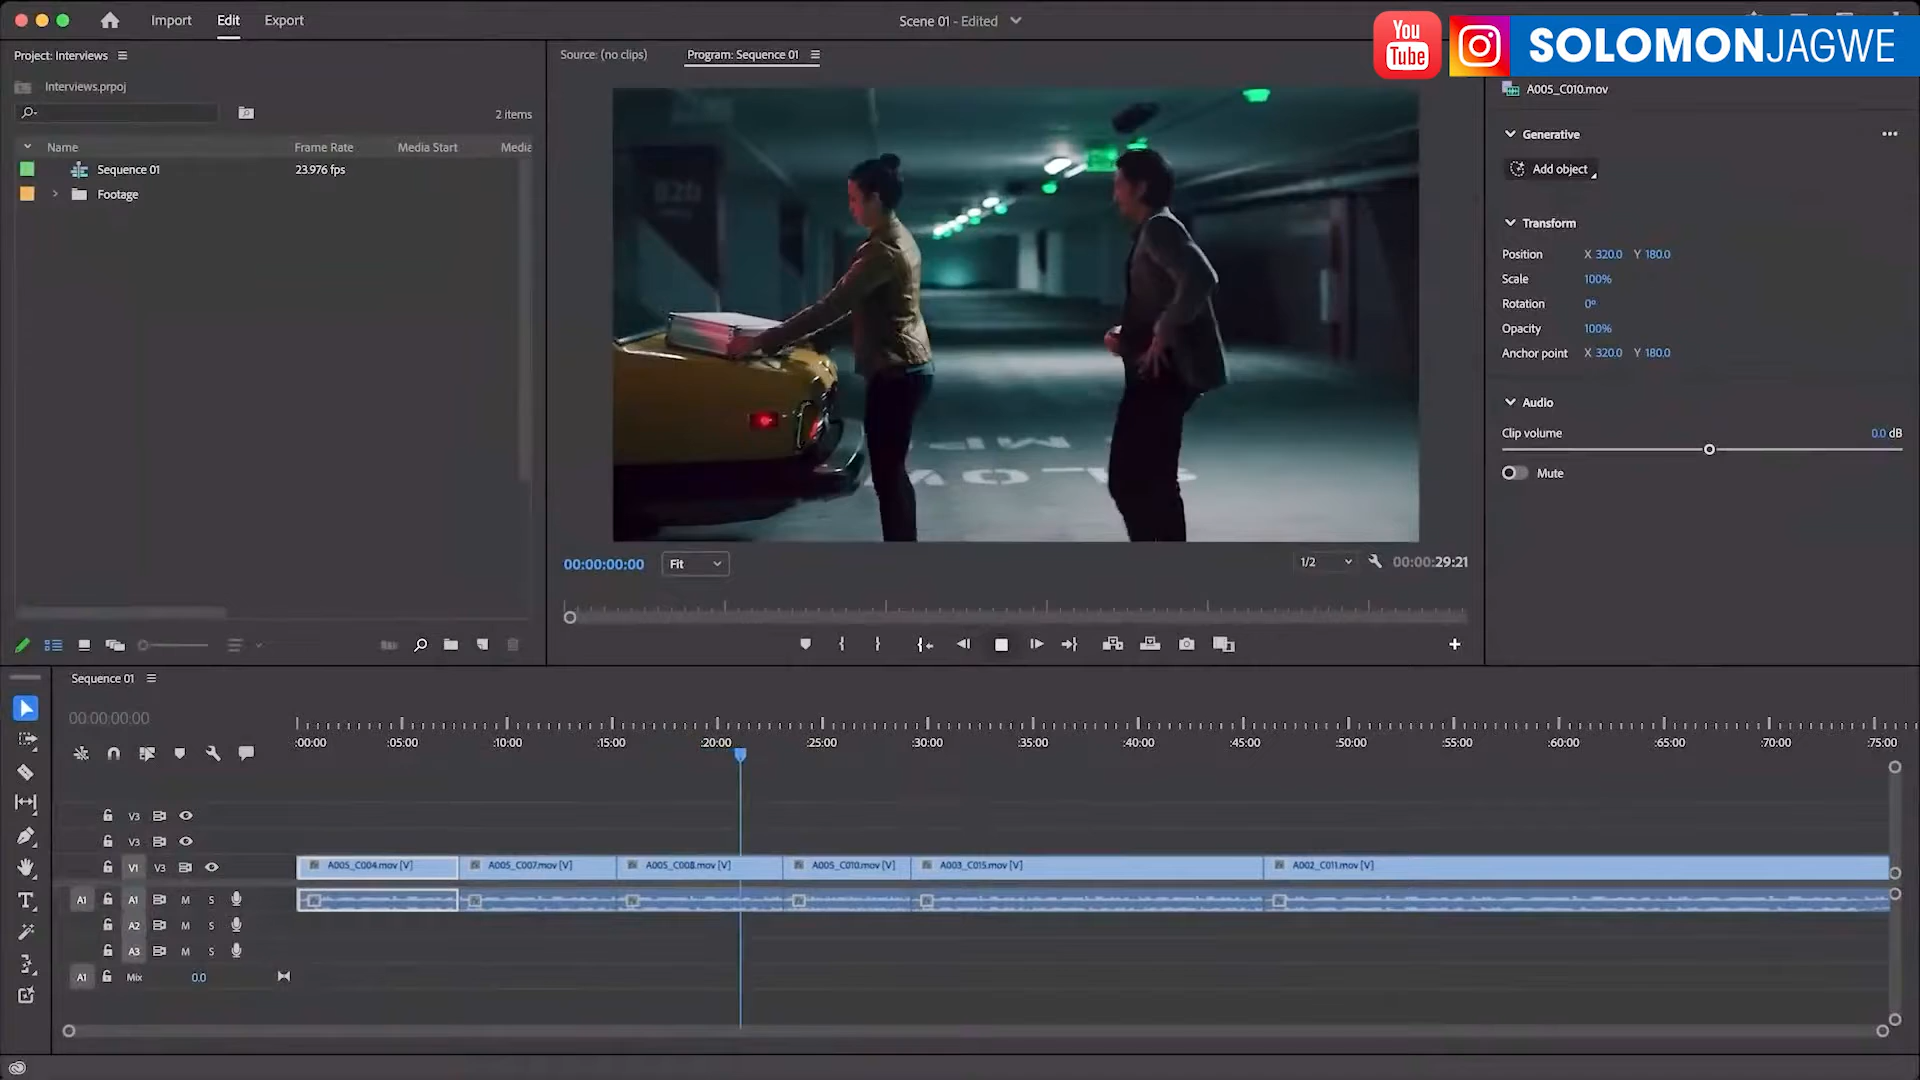 Import Edit Export
Scene 01 - Edited
You
Tube
SOLOMONJAGWE
Project: Interviews
Source: (no clips)
Program: Sequence 01
Interviews.prpoj
2 items
A005_C010.mov
Name Frame Rate Media Start Media
Sequence 01 23.976 fps
Footage
Generative
Add object
Transform
Position X 320.0 Y 180.0
Scale 100%
Rotation 0°
Opacity 100%
Anchor point X 320.0 Y 180.0
Audio
Clip volume 0.0 dB
Mute
00:00:00:00
Fit
1/2
00:00:29:21
Sequence 01
00:00:00:00
:00:00 :05:00 :10:00 :15:00 :20:00 :25:00 :30:00 :35:00 :40:00 :45:00 :50:00 :55:00 :60:00 :65:00 :70:00 :75:00
V3
V3
V1 V3
A005_C004.mov [V] A005_C007.mov [V] A005_C008.mov [V] A005_C010.mov [V] A003_C015.mov [V] A002_C011.mov [V]
A1 A1 M S
A2 M S
A3 M S
A1 Mix 0.0